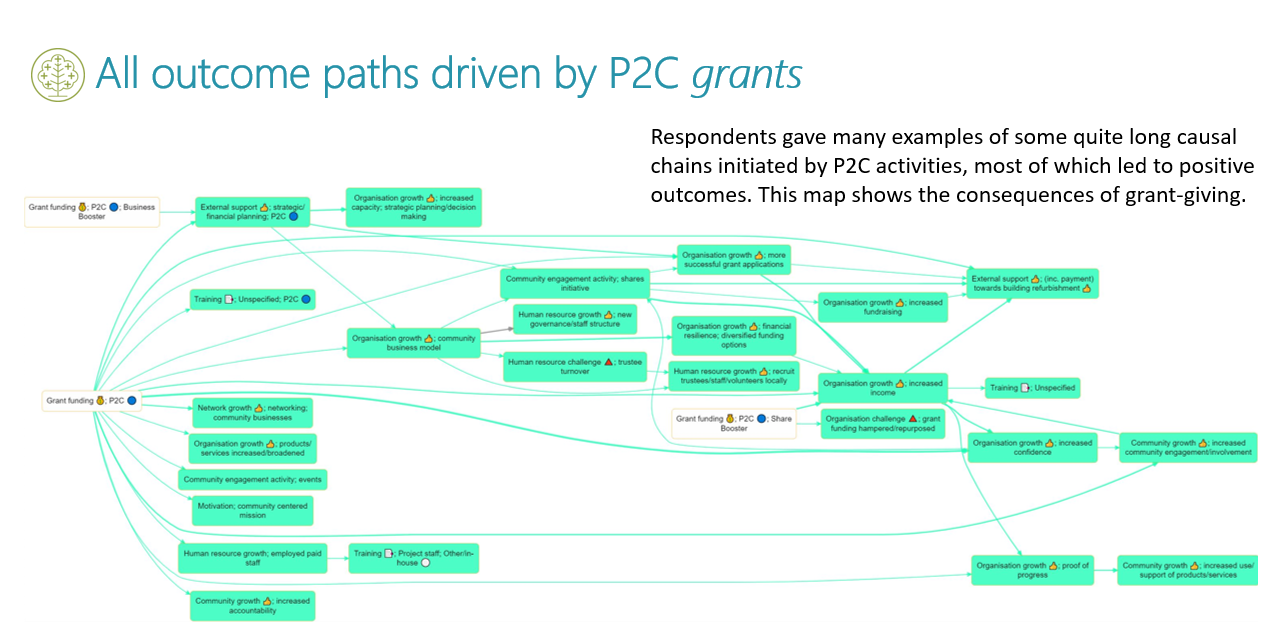 All outcome paths driven by P2C grants
Respondents gave many examples of some quite long causal
chains initiated by P2C activities, most of which led to positive
outcomes. This map shows the consequences of grant-giving.
Grant funding 💰; P2C 🔵; Business
Booster
External support 👍; strategic/
financial planning; P2C 🔵
Organisation growth 👍; increased
capacity; strategic planning/decision
making
Organisation growth 👍; more
successful grant applications
Community engagement activity; shares
initiative
External support 👍; (inc. payment)
towards building refurbishment 👍
Training; Unspecified; P2C 🔵
Organisation growth 👍; increased
fundraising
Human resource growth 👍; new
governance/staff structure
Organisation growth 👍; community
business model
Organisation growth 👍; financial
resilience; diversified funding
options
Human resource challenge 🔺; trustee
turnover
Human resource growth 👍; recruit
trustees/staff/volunteers locally
Organisation growth 👍; increased
income
Training; Unspecified
Grant funding 💰; P2C 🔵
Network growth 👍; networking;
community businesses
Grant funding 💰; P2C 🔵; Share
Booster
Organisation challenge 🔺; grant
funding hampered/repurposed
Organisation growth 👍; products/
services increased/broadened
Organisation growth 👍; increased
confidence
Community growth 👍; increased
community engagement/involvement
Community engagement activity; events
Motivation; community centered
mission
Human resource growth; employed paid
staff
Training; Project staff; Other/in-
house ⚪
Organisation growth 👍; proof of
progress
Community growth 👍; increased use/
support of products/services
Community growth 👍; increased
accountability